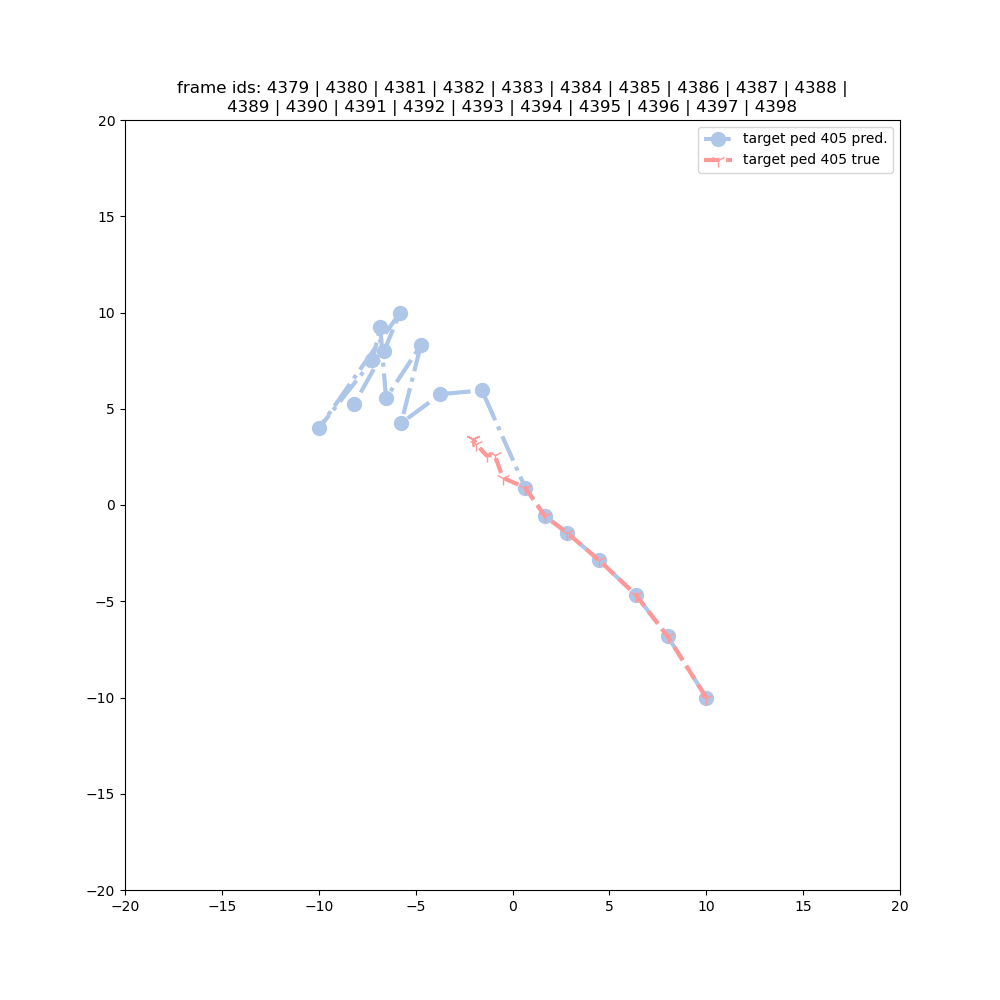 frame ids: 4379 | 4380 | 4381 | 4382 | 4383 | 4384 | 4385 | 4386 | 4387 | 4388 |
4389 | 4390 | 4391 | 4392 | 4393 | 4394 | 4395 | 4396 | 4397 | 4398
target ped 405 pred.
target ped 405 true
20
15
10
5
0
−5
−10
−15
−20
−20 −15 −10 −5 0 5 10 15 20